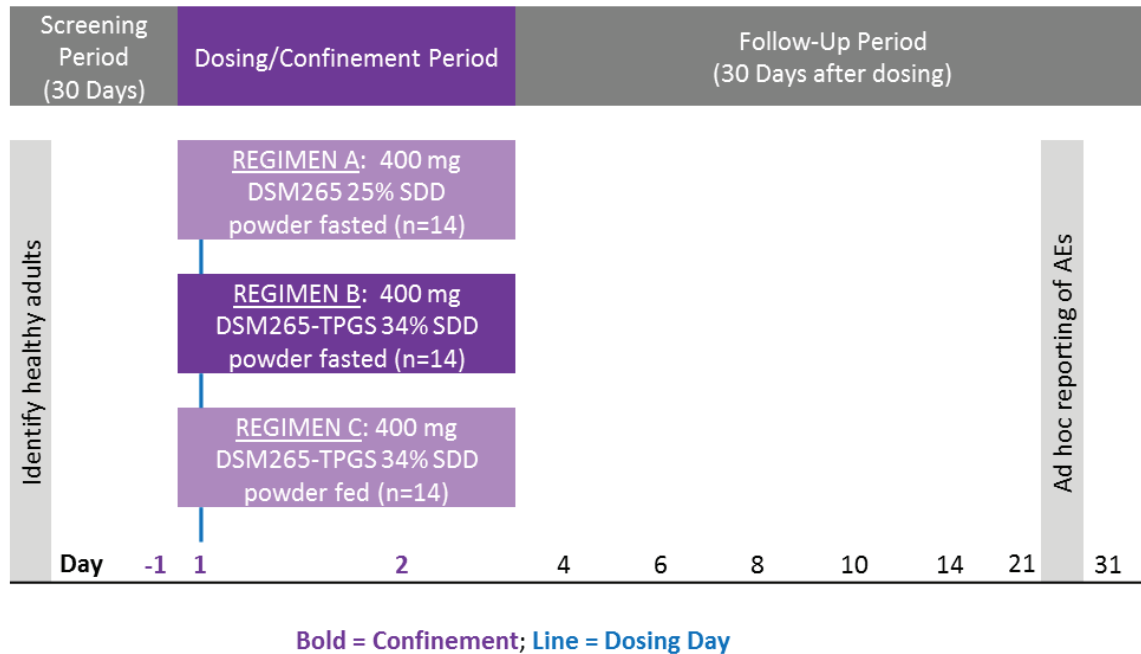 Screening
Period
(30 Days)
Dosing/Confinement Period
Follow-Up Period
(30 Days after dosing)
Identify healthy adults
REGIMEN A: 400 mg
DSM265 25% SDD
powder fasted (n=14)
REGIMEN B: 400 mg
DSM265-TPGS 34% SDD
powder fasted (n=14)
REGIMEN C: 400 mg
DSM265-TPGS 34% SDD
powder fed (n=14)
Ad hoc reporting of AEs
Day -1 1 2 4 6 8 10 14 21 31
Bold = Confinement; Line = Dosing Day